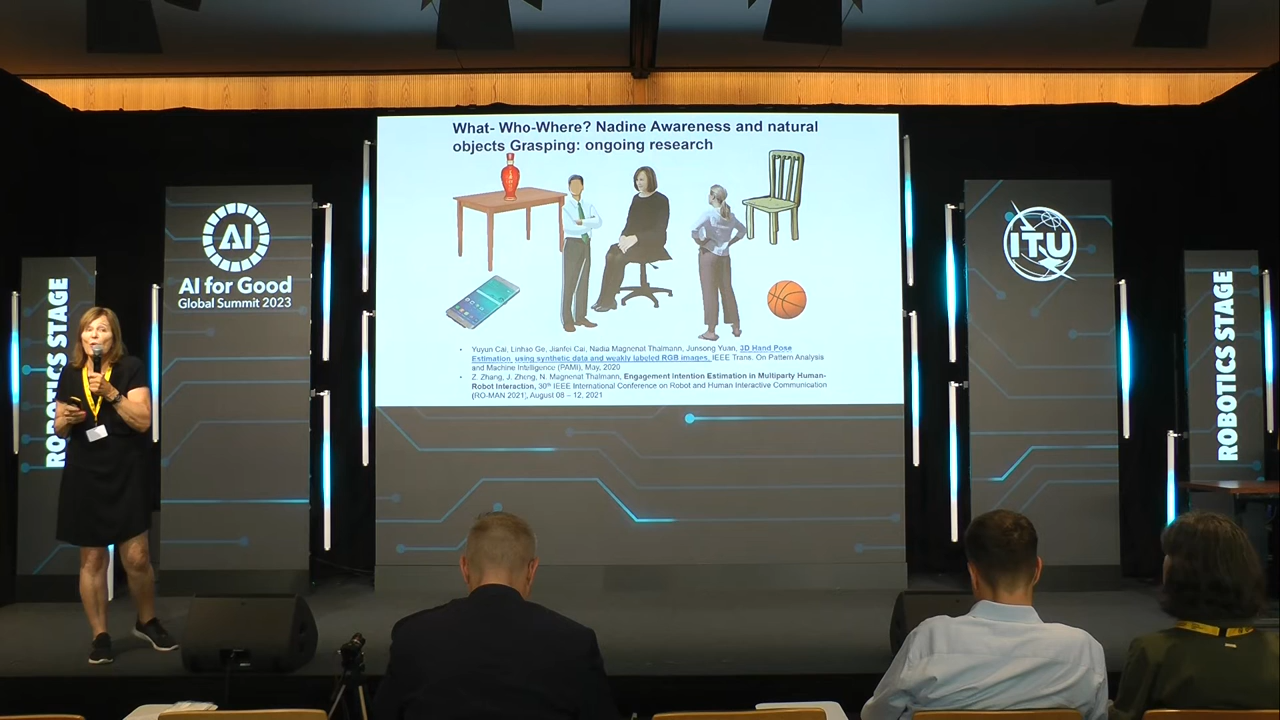 What- Who-Where? Nadine Awareness and natural
objects Grasping: ongoing research
• Yuyun Cai, Linhao Ge, Jianfei Cai, Nadia Magnenat Thalmann, Junsong Yuan, 3D Hand Pose
Estimation using synthetic data and weakly labeled RGB images, IEEE Trans. On Pattern Analysis
and Machine Intelligence (PAMI), May, 2020
• Z. Zhang, J. Zheng, N. Magnenat Thalmann, Engagement Intention Estimation in Multiparty Human-
Robot Interaction, 30th IEEE International Conference on Robot and Human Interactive Communication
(RO-MAN 2021), August 08 – 12, 2021
AI
AI for Good
Global Summit 2023
ROBOTICS STAGE
ITU
ROBOTICS STAGE